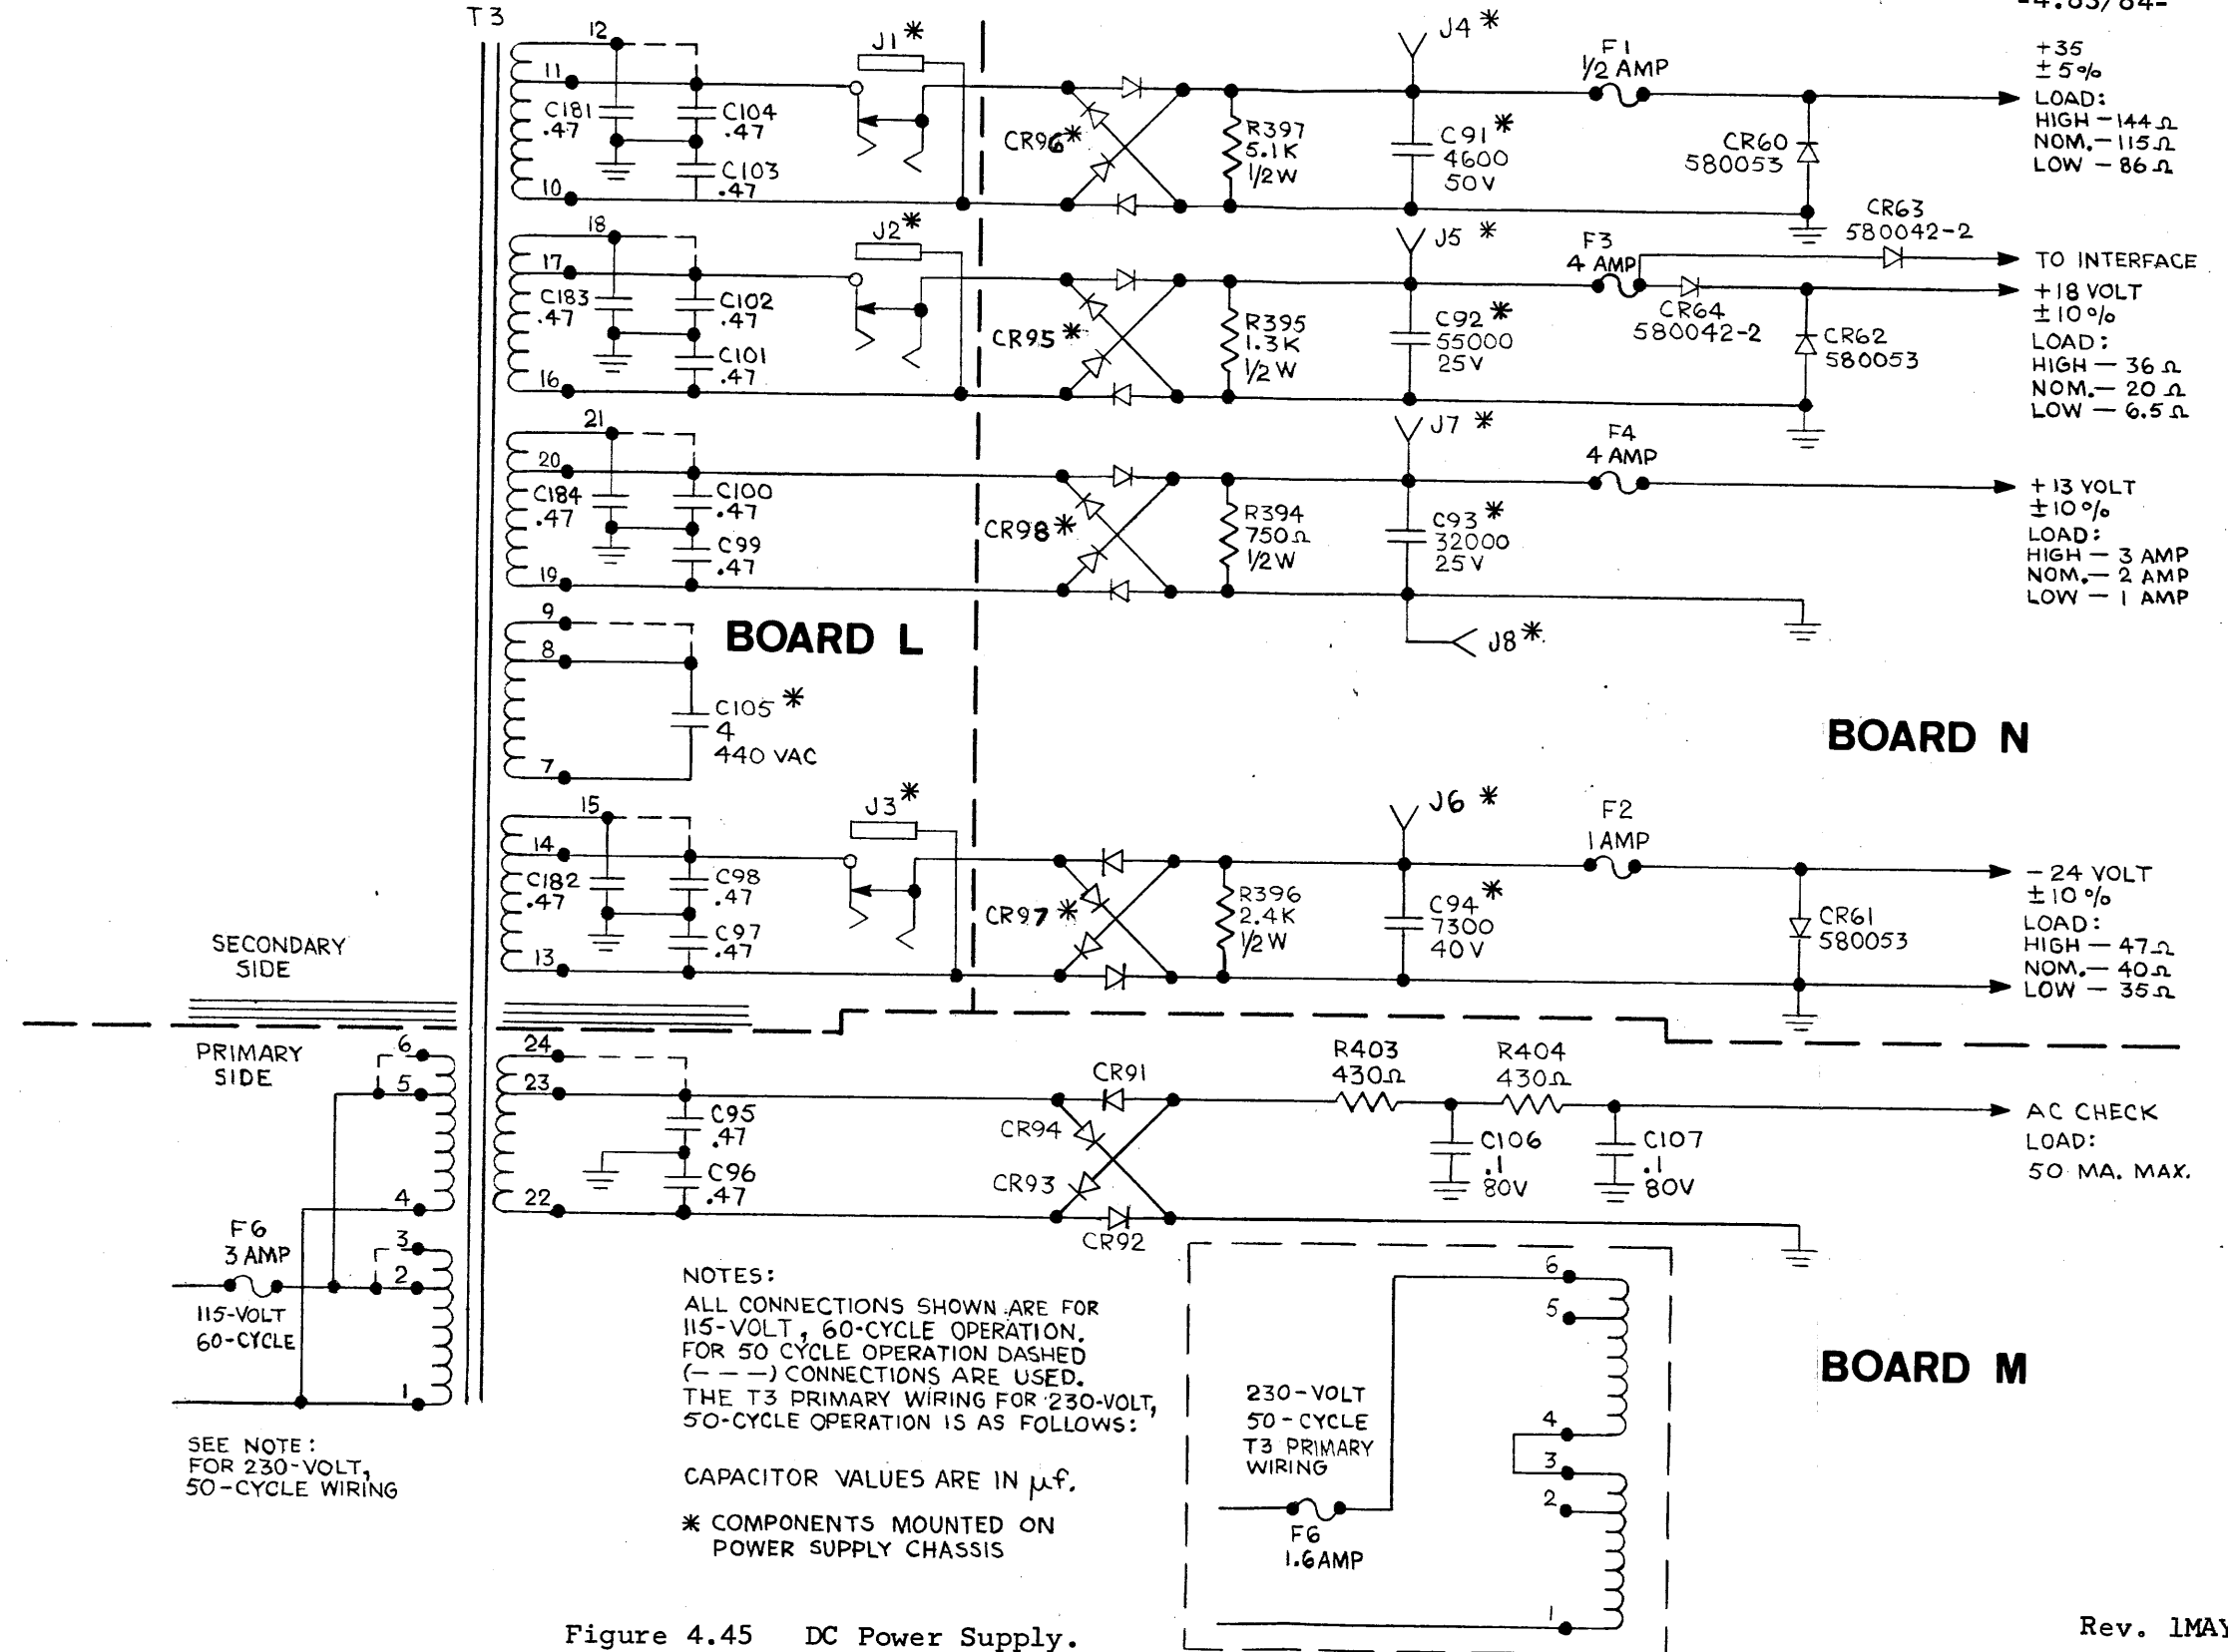 -4.83/84-
T3
12
11
C181
.47
C104
.47
C103
.47
10
J1 *
CR96 *
R397
5.1K
1/2W
J4 *
C91 *
4600
50V
F1
1/2 AMP
CR60
580053
+35
±5%
LOAD:
HIGH – 144 Ω
NOM. – 115 Ω
LOW – 86 Ω
18
17
C183
.47
C102
.47
C101
.47
16
J2 *
CR95 *
R395
1.3K
1/2W
J5 *
C92 *
55000
25V
F3
4 AMP
CR63
580042-2
CR64
580042-2
CR62
580053
TO INTERFACE
+18 VOLT
±10%
LOAD:
HIGH – 36 Ω
NOM. – 20 Ω
LOW – 6.5 Ω
21
20
C184
.47
C100
.47
C99
.47
19
CR98 *
R394
750Ω
1/2W
J7 *
C93 *
32000
25V
J8 *
F4
4 AMP
+13 VOLT
±10%
LOAD:
HIGH – 3 AMP
NOM. – 2 AMP
LOW – 1 AMP
9
8
7
BOARD L
C105 *
4
440 VAC
BOARD N
15
14
C182
.47
C98
.47
C97
.47
13
J3 *
CR97 *
R396
2.4K
1/2W
J6 *
C94 *
7300
40V
F2
1 AMP
CR61
580053
-24 VOLT
±10%
LOAD:
HIGH – 47Ω
NOM. – 40Ω
LOW – 35Ω
SECONDARY
SIDE
PRIMARY
SIDE
6
5
4
3
2
1
F6
3 AMP
115-VOLT
60-CYCLE
SEE NOTE:
FOR 230-VOLT,
50-CYCLE WIRING
24
23
22
C95
.47
C96
.47
CR91
CR94
CR93
CR92
R403
430Ω
R404
430Ω
C106
.1
80V
C107
.1
80V
AC CHECK
LOAD:
50 MA. MAX.
NOTES:
ALL CONNECTIONS SHOWN ARE FOR
115-VOLT, 60-CYCLE OPERATION.
FOR 50 CYCLE OPERATION DASHED
(– – –) CONNECTIONS ARE USED.
THE T3 PRIMARY WIRING FOR 230-VOLT,
50-CYCLE OPERATION IS AS FOLLOWS:
CAPACITOR VALUES ARE IN μf.
* COMPONENTS MOUNTED ON
POWER SUPPLY CHASSIS
230-VOLT
50-CYCLE
T3 PRIMARY
WIRING
F6
1.6AMP
6
5
4
3
2
1
BOARD M
Figure 4.45 DC Power Supply.
Rev. 1MAY